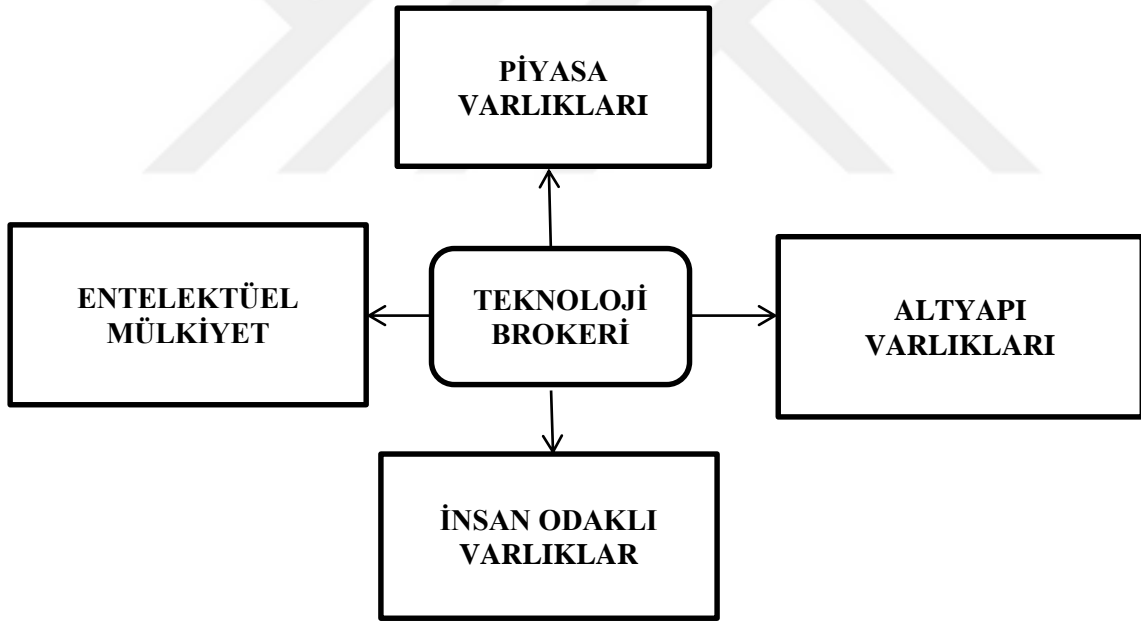 PİYASA
VARLIKLARI
ENTELEKTÜEL
MÜLKİYET
TEKNOLOJİ
BROKERİ
ALTYAPI
VARLIKLARI
İNSAN ODAKLI
VARLIKLAR